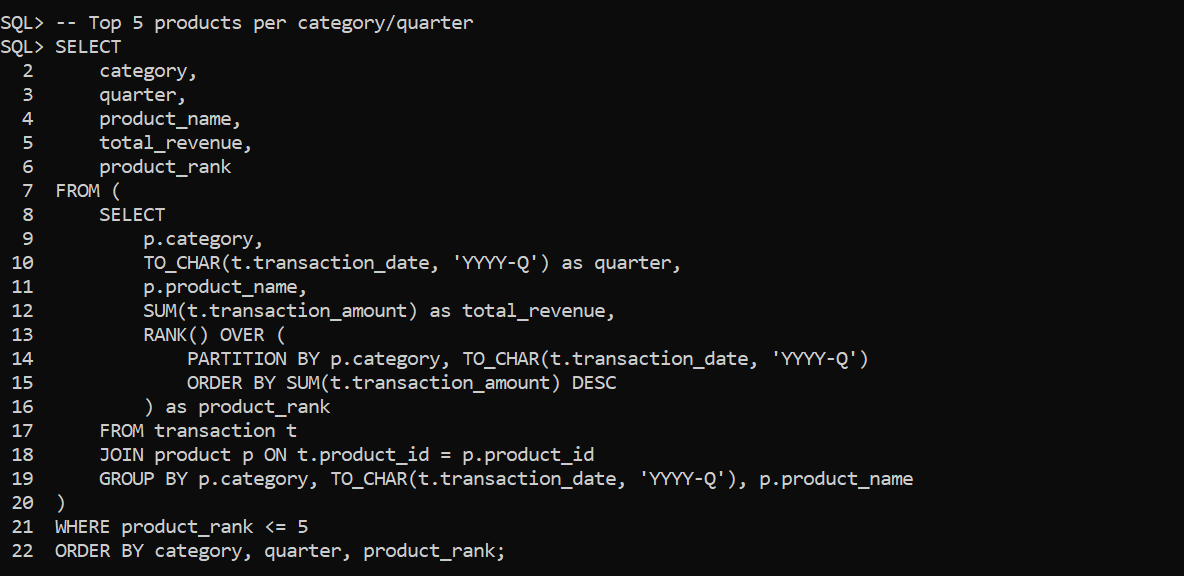 SQL> -- Top 5 products per category/quarter
SQL> SELECT
  2      category,
  3      quarter,
  4      product_name,
  5      total_revenue,
  6      product_rank
  7  FROM (
  8      SELECT
  9          p.category,
 10          TO_CHAR(t.transaction_date, 'YYYY-Q') as quarter,
 11          p.product_name,
 12          SUM(t.transaction_amount) as total_revenue,
 13          RANK() OVER (
 14              PARTITION BY p.category, TO_CHAR(t.transaction_date, 'YYYY-Q')
 15              ORDER BY SUM(t.transaction_amount) DESC
 16          ) as product_rank
 17      FROM transaction t
 18      JOIN product p ON t.product_id = p.product_id
 19      GROUP BY p.category, TO_CHAR(t.transaction_date, 'YYYY-Q'), p.product_name
 20  )
 21  WHERE product_rank <= 5
 22  ORDER BY category, quarter, product_rank;